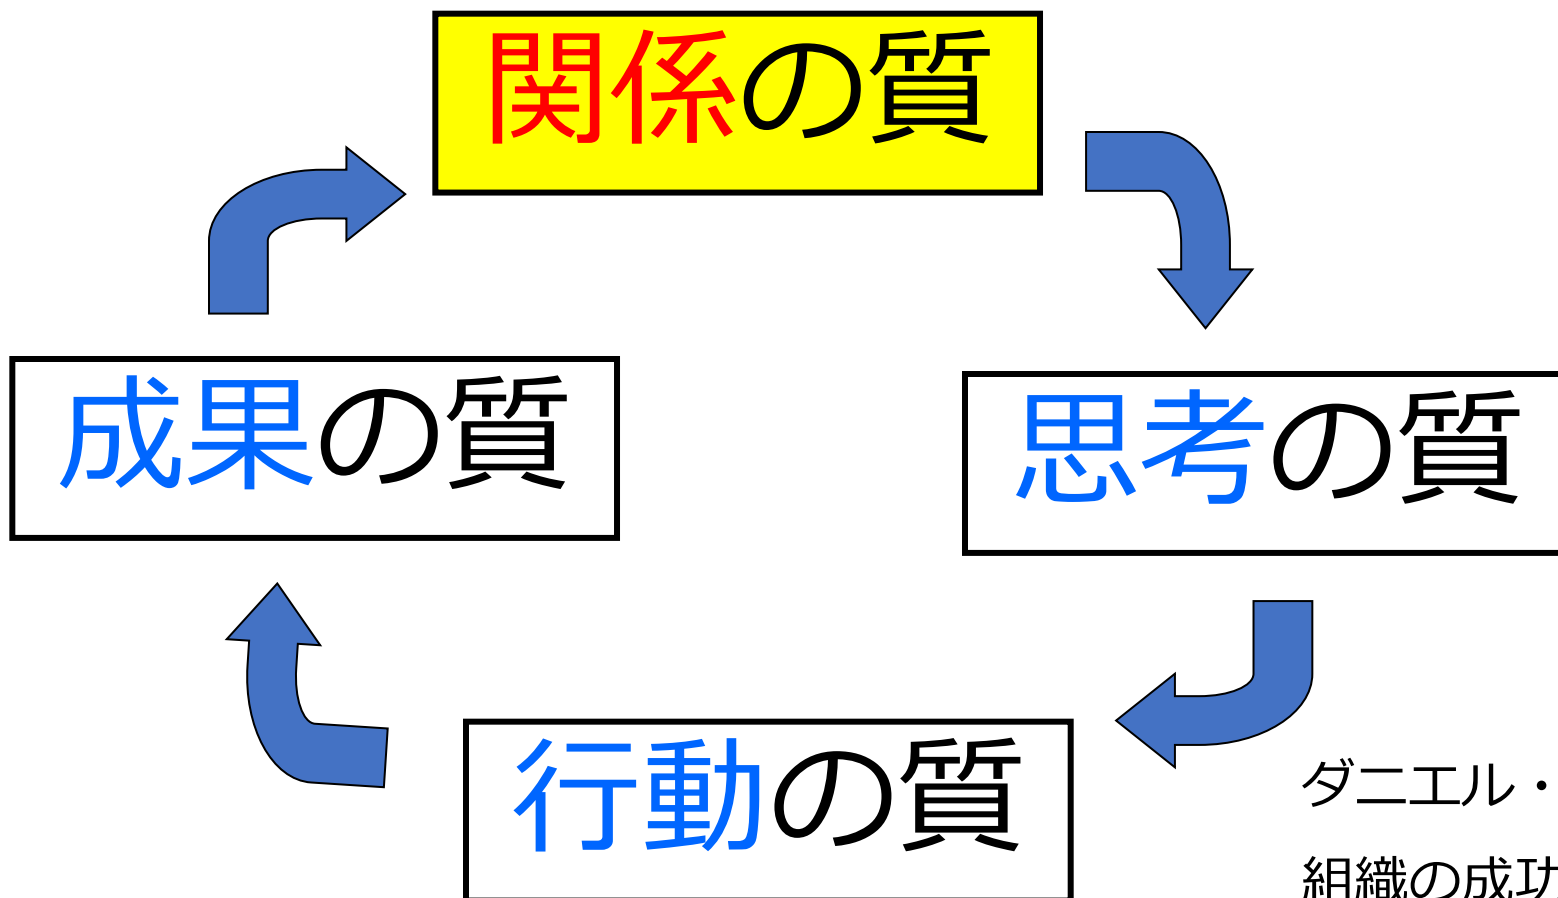 関係の質
成果の質
思考の質
行動の質
ダニエル・
組織の成功